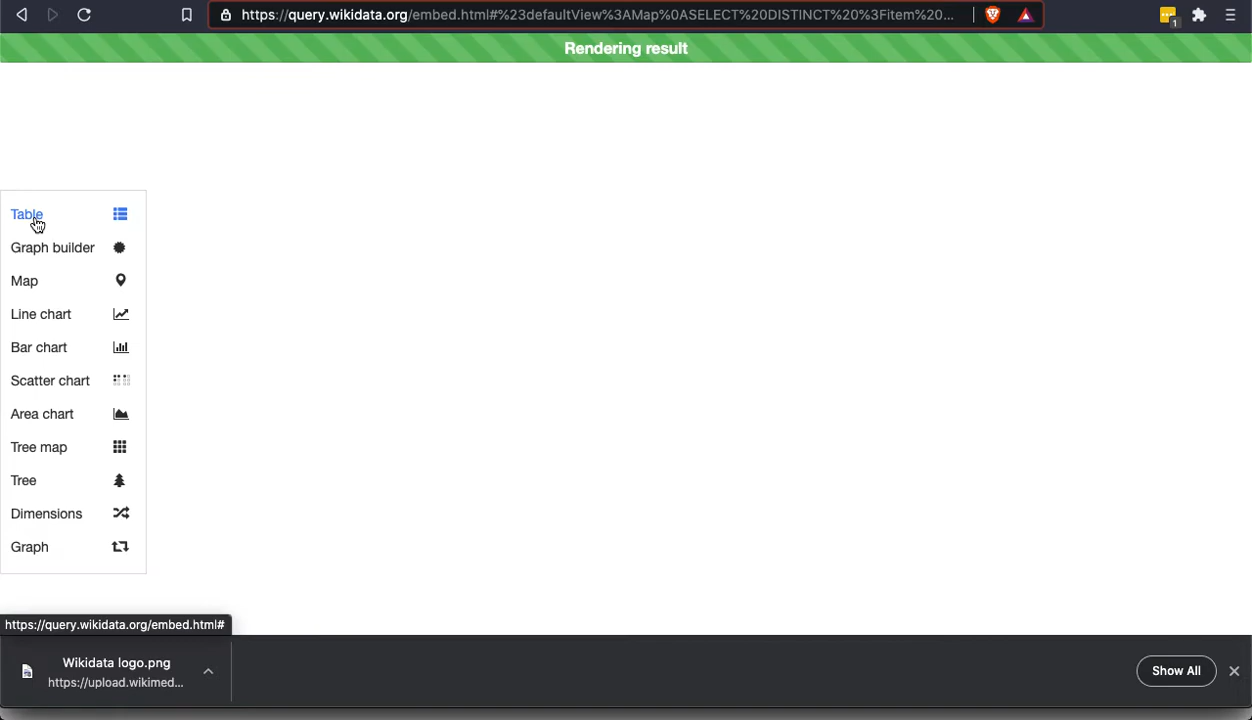 https://query.wikidata.org/embed.html#%23defaultView%3AMap%0ASELECT%20DISTINCT%20%3Fitem%20...
1
Rendering result
Table
Graph builder
Map
Line chart
Bar chart
Scatter chart
Area chart
Tree map
Tree
Dimensions
Graph
https://query.wikidata.org/embed.html#
Wikidata logo.png
https://upload.wikimed...
Show All